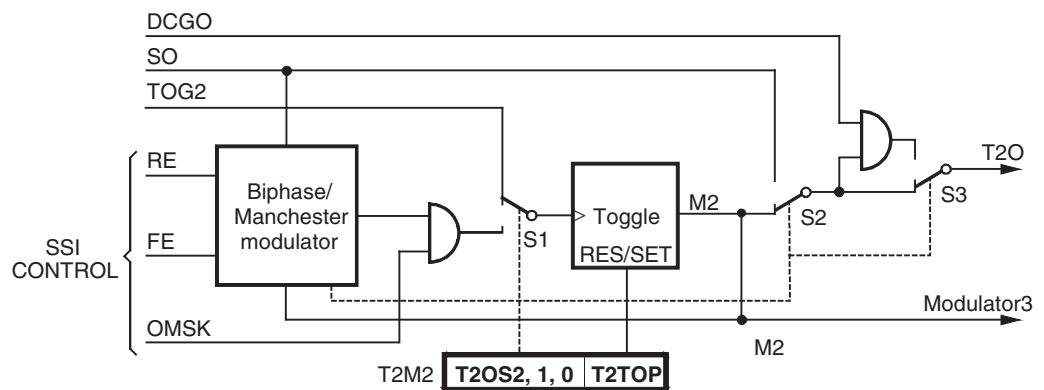 DCGO
SO
TOG2
RE
Biphase/
Manchester
modulator
FE
SSI
CONTROL
OMSK
S1
Toggle
RES/SET
M2
S2
S3
T2O
Modulator3
M2
T2M2
T2OS2, 1, 0
T2TOP